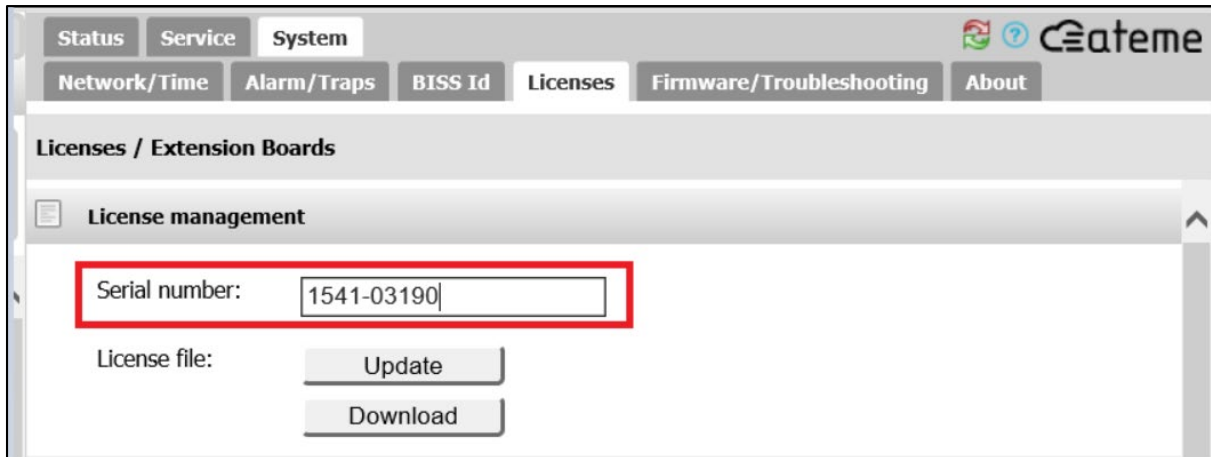 Status Service System
ateme
Network/Time Alarm/Traps BISS Id Licenses Firmware/Troubleshooting About
Licenses / Extension Boards
License management
Serial number: 1541-03190
License file: Update
Download